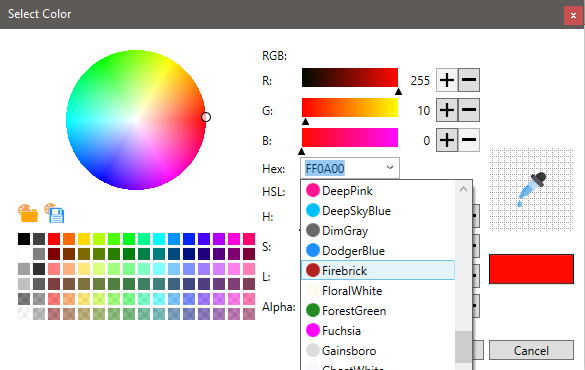 Select Color
x
RGB:
R:
255
G:
10
B:
0
Hex:
FF0A00
HSL:
DeepPink
DeepSkyBlue
H:
DimGray
S:
DodgerBlue
L:
Firebrick
FloralWhite
Alpha:
ForestGreen
Fuchsia
Gainsboro
Cancel
GhostWhite